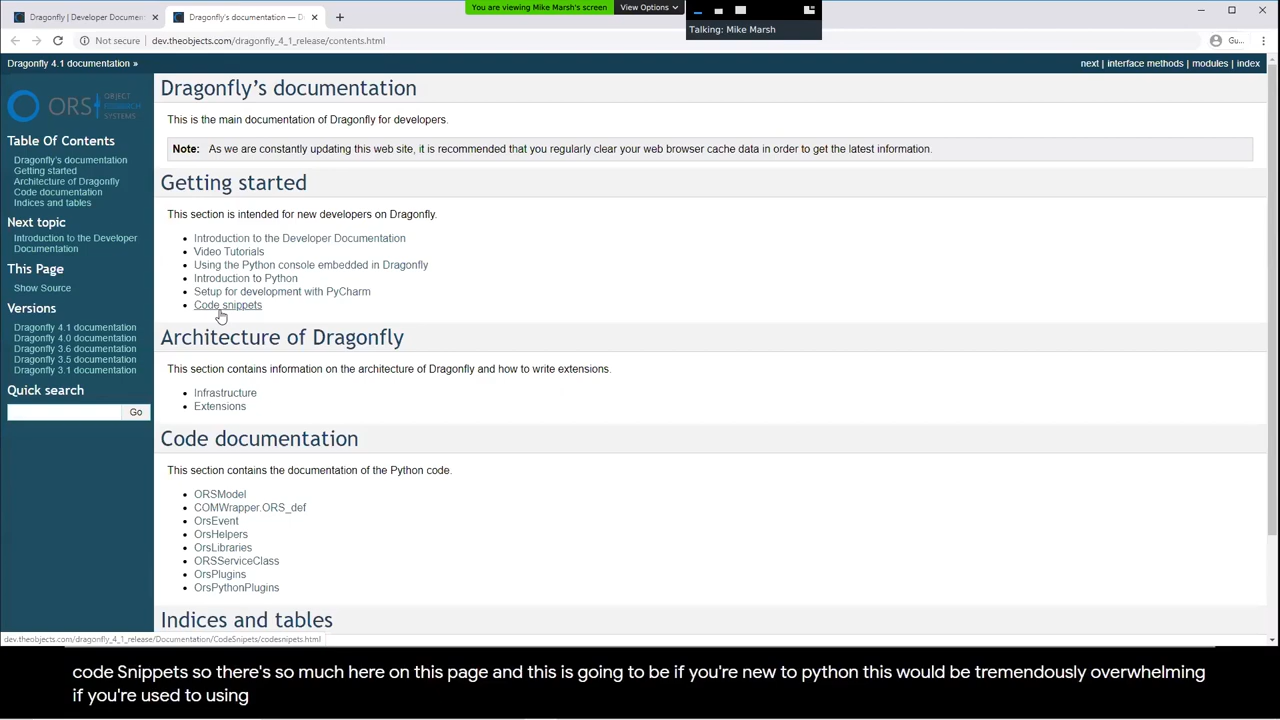 You are viewing Mike Marsh's screen
View Options
Talking: Mike Marsh
Dragonfly | Developer Documen
Dragonfly's documentation — D
Not secure
dev.theobjects.com/dragonfly_4_1_release/contents.html
Gu...
Dragonfly 4.1 documentation »
next | interface methods | modules | index
ORS
OBJECT
RESEARCH
SYSTEMS
Table Of Contents
Dragonfly's documentation
Getting started
Architecture of Dragonfly
Code documentation
Indices and tables
Next topic
Introduction to the Developer
Documentation
This Page
Show Source
Versions
Dragonfly 4.1 documentation
Dragonfly 4.0 documentation
Dragonfly 3.6 documentation
Dragonfly 3.5 documentation
Dragonfly 3.1 documentation
Quick search
Go
Dragonfly's documentation
This is the main documentation of Dragonfly for developers.
Note: As we are constantly updating this web site, it is recommended that you regularly clear your web browser cache data in order to get the latest information.
Getting started
This section is intended for new developers on Dragonfly.
• Introduction to the Developer Documentation
• Video Tutorials
• Using the Python console embedded in Dragonfly
• Introduction to Python
• Setup for development with PyCharm
• Code snippets
Architecture of Dragonfly
This section contains information on the architecture of Dragonfly and how to write extensions.
• Infrastructure
• Extensions
Code documentation
This section contains the documentation of the Python code.
• ORSModel
• COMWrapper.ORS_def
• OrsEvent
• OrsHelpers
• OrsLibraries
• ORSServiceClass
• OrsPlugins
• OrsPythonPlugins
Indices and tables
dev.theobjects.com/dragonfly_4_1_release/Documentation/CodeSnipets/codesnipets.html
code Snippets so there's so much here on this page and this is going to be if you're new to python this would be tremendously overwhelming
if you're used to using